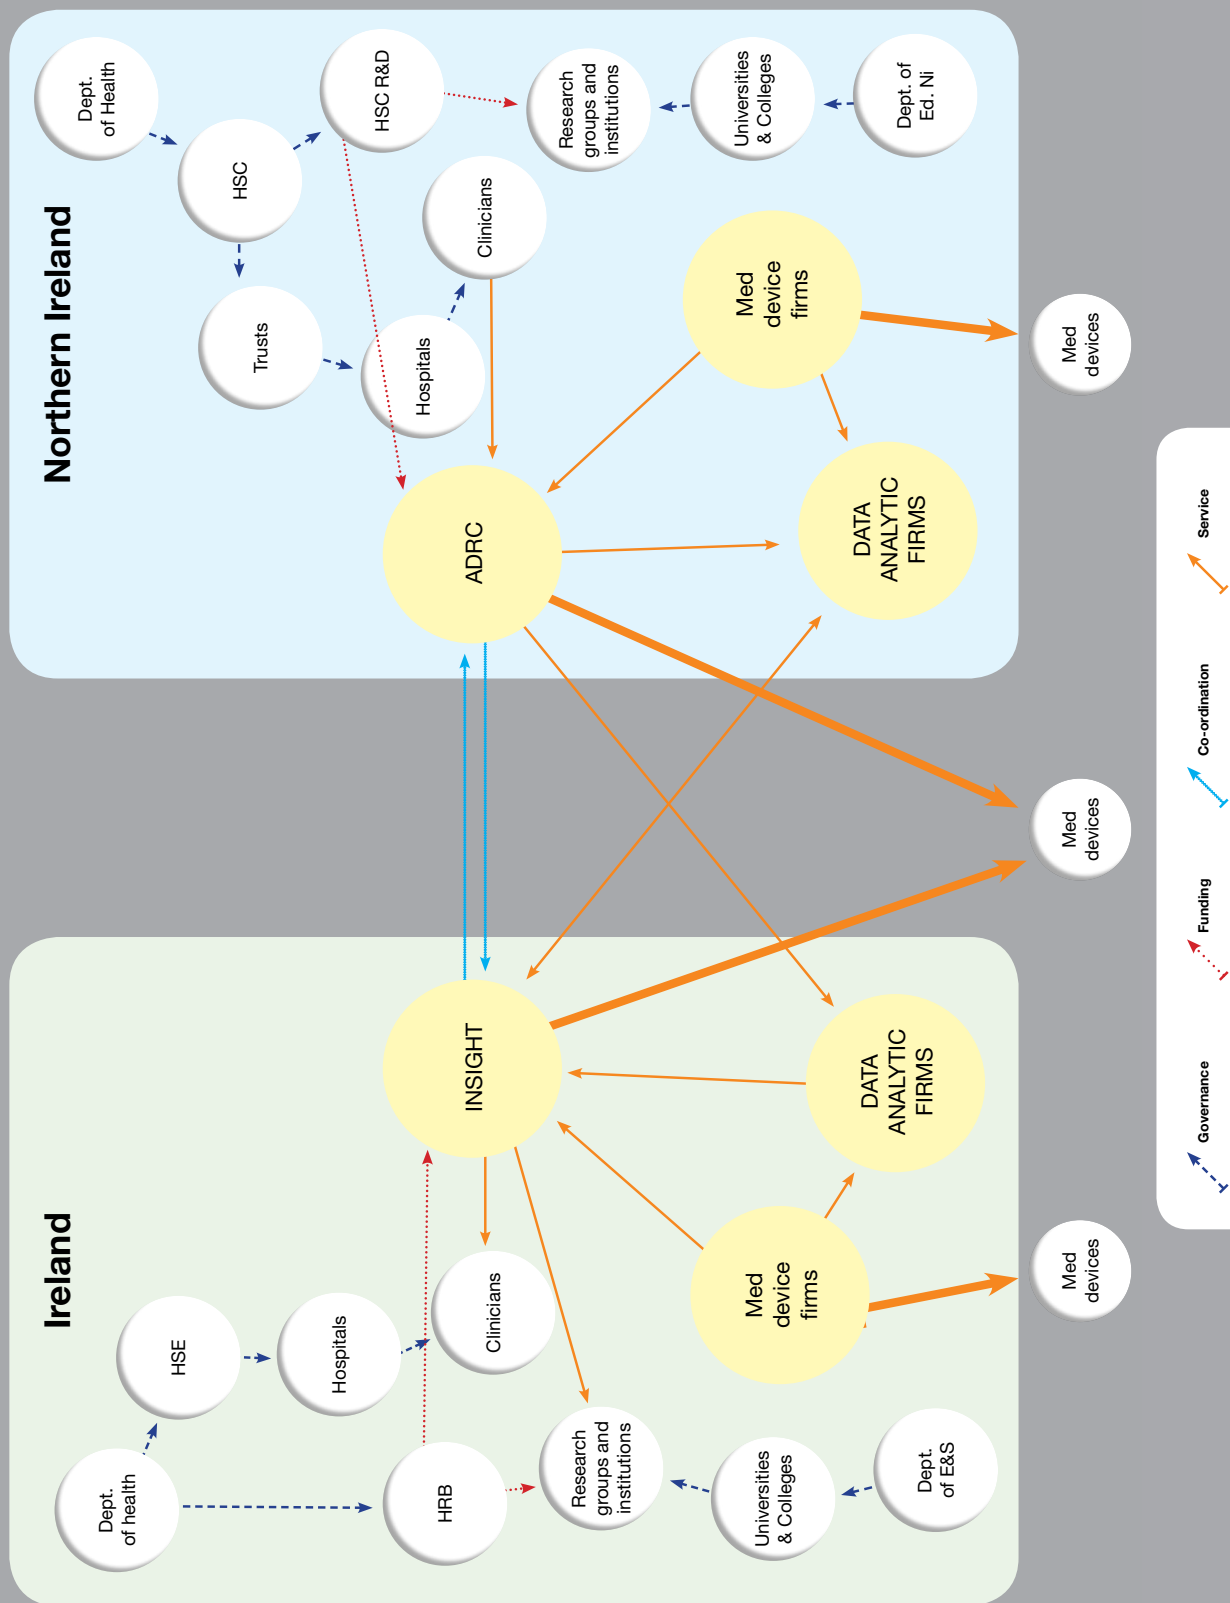 Ireland
Northern Ireland
Dept.
of health
HSE
Hospitals
HRB
Clinicians
Research
groups and
institutions
Universities
& Colleges
Dept.
of E&S
INSIGHT
Med
device
firms
DATA
ANALYTIC
FIRMS
Dept.
of Health
HSC
HSC R&D
Trusts
Hospitals
Clinicians
Research
groups and
institutions
Universities
& Colleges
Dept. of
Ed. Ni
ADRC
Med
device
firms
DATA
ANALYTIC
FIRMS
Med
devices
Med
devices
Med
devices
Governance
Funding
Co-ordination
Service